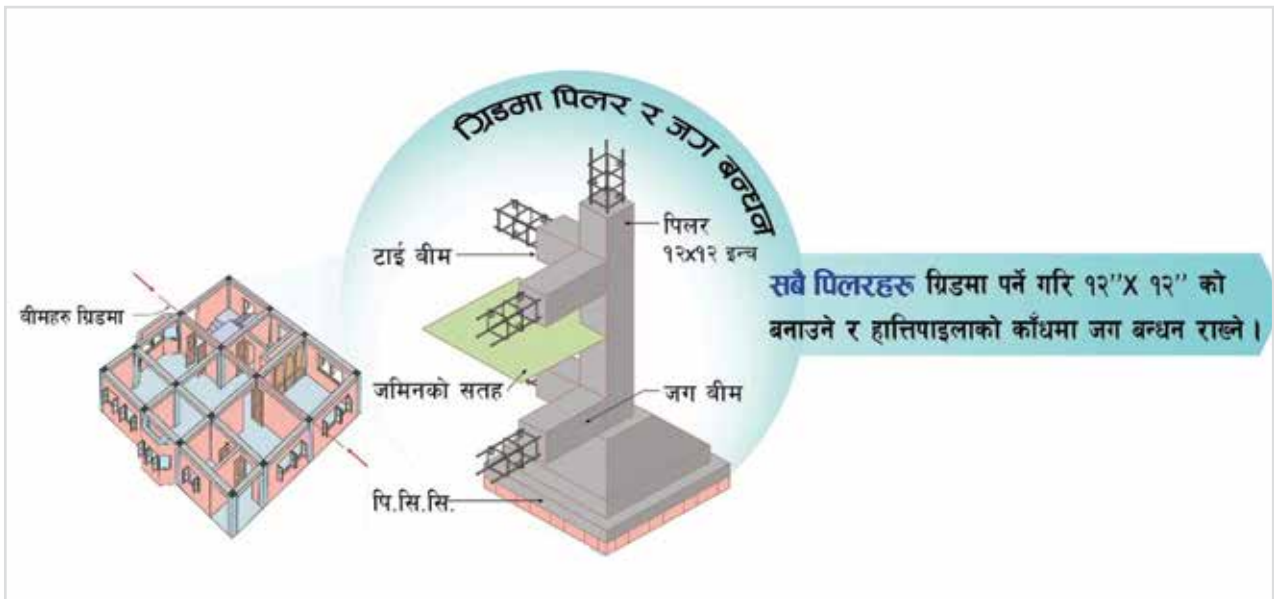 ग्रिडमा पिलर र जग बन्धन
पिलर
१२x१२ इन्च
टाई बीम
बीमहरु ग्रिडमा
जमिनको सतह
जग बीम
पि.सि.सि.
सबै पिलरहरु ग्रिडमा पर्ने गरि १२”X १२” को
बनाउने र हात्तिपाइलाको काँधमा जग बन्धन राख्ने ।